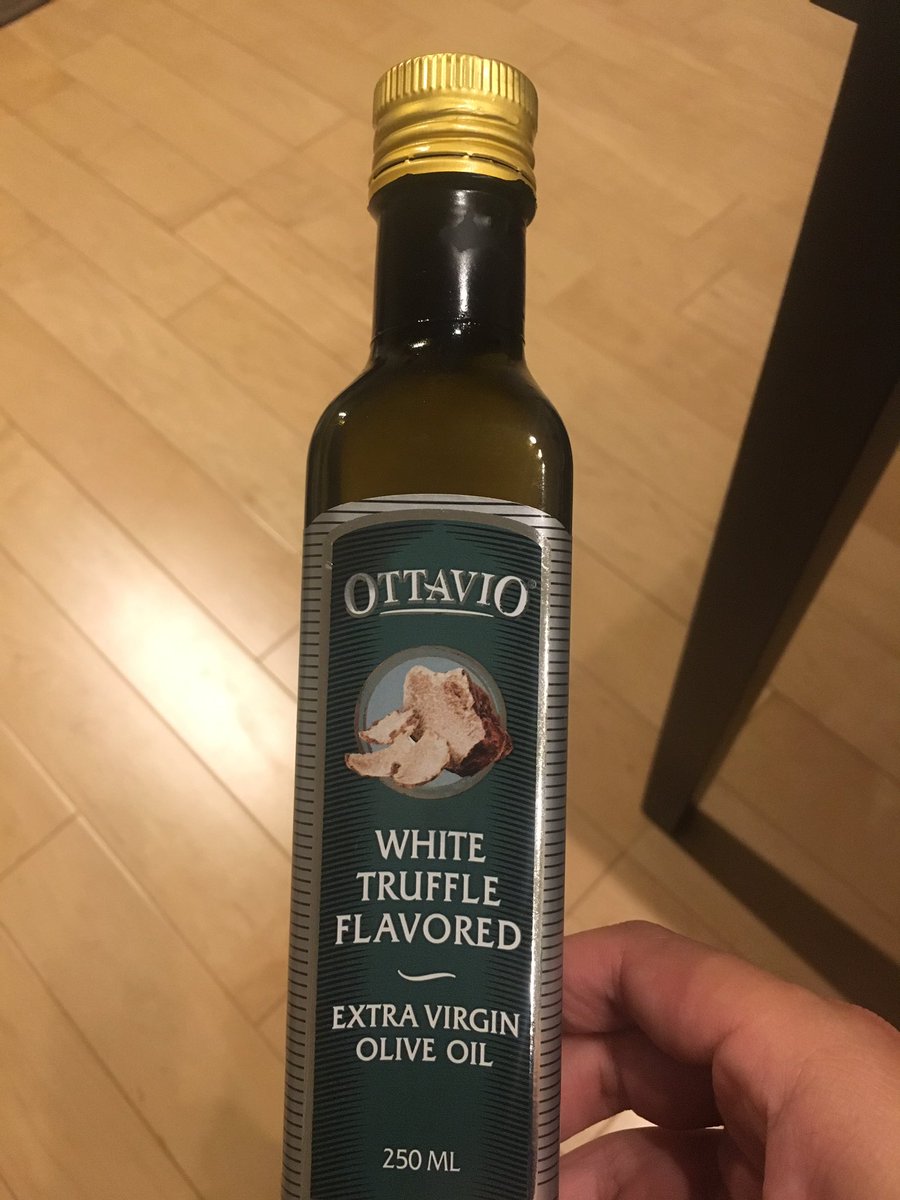 OTTAVIO
WHITE
TRUFFLE
FLAVORED
EXTRA VIRGIN
OLIVE OIL
250 ML